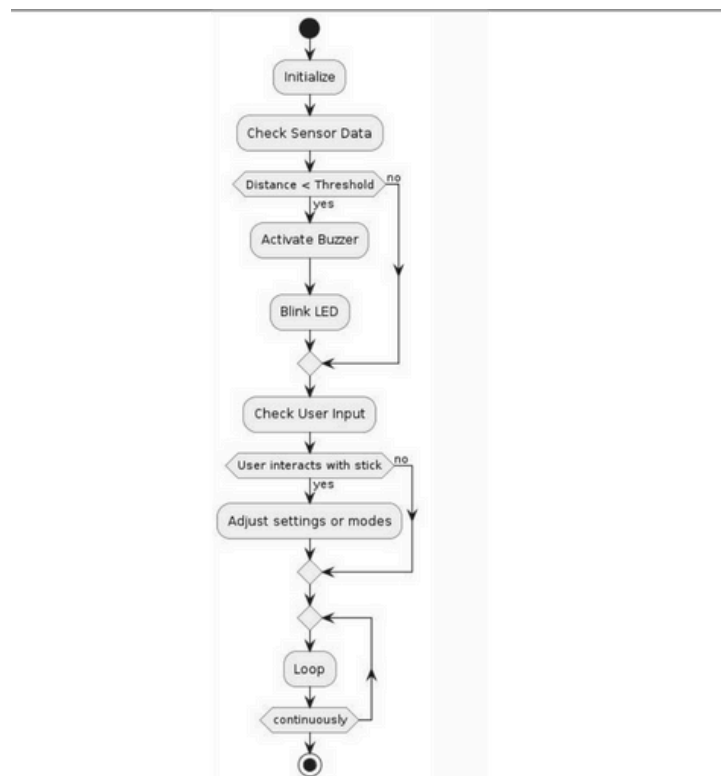 Initialize
Check Sensor Data
Distance < Threshold
no
yes
Activate Buzzer
Blink LED
Check User Input
User interacts with stick
no
yes
Adjust settings or modes
Loop
continuously